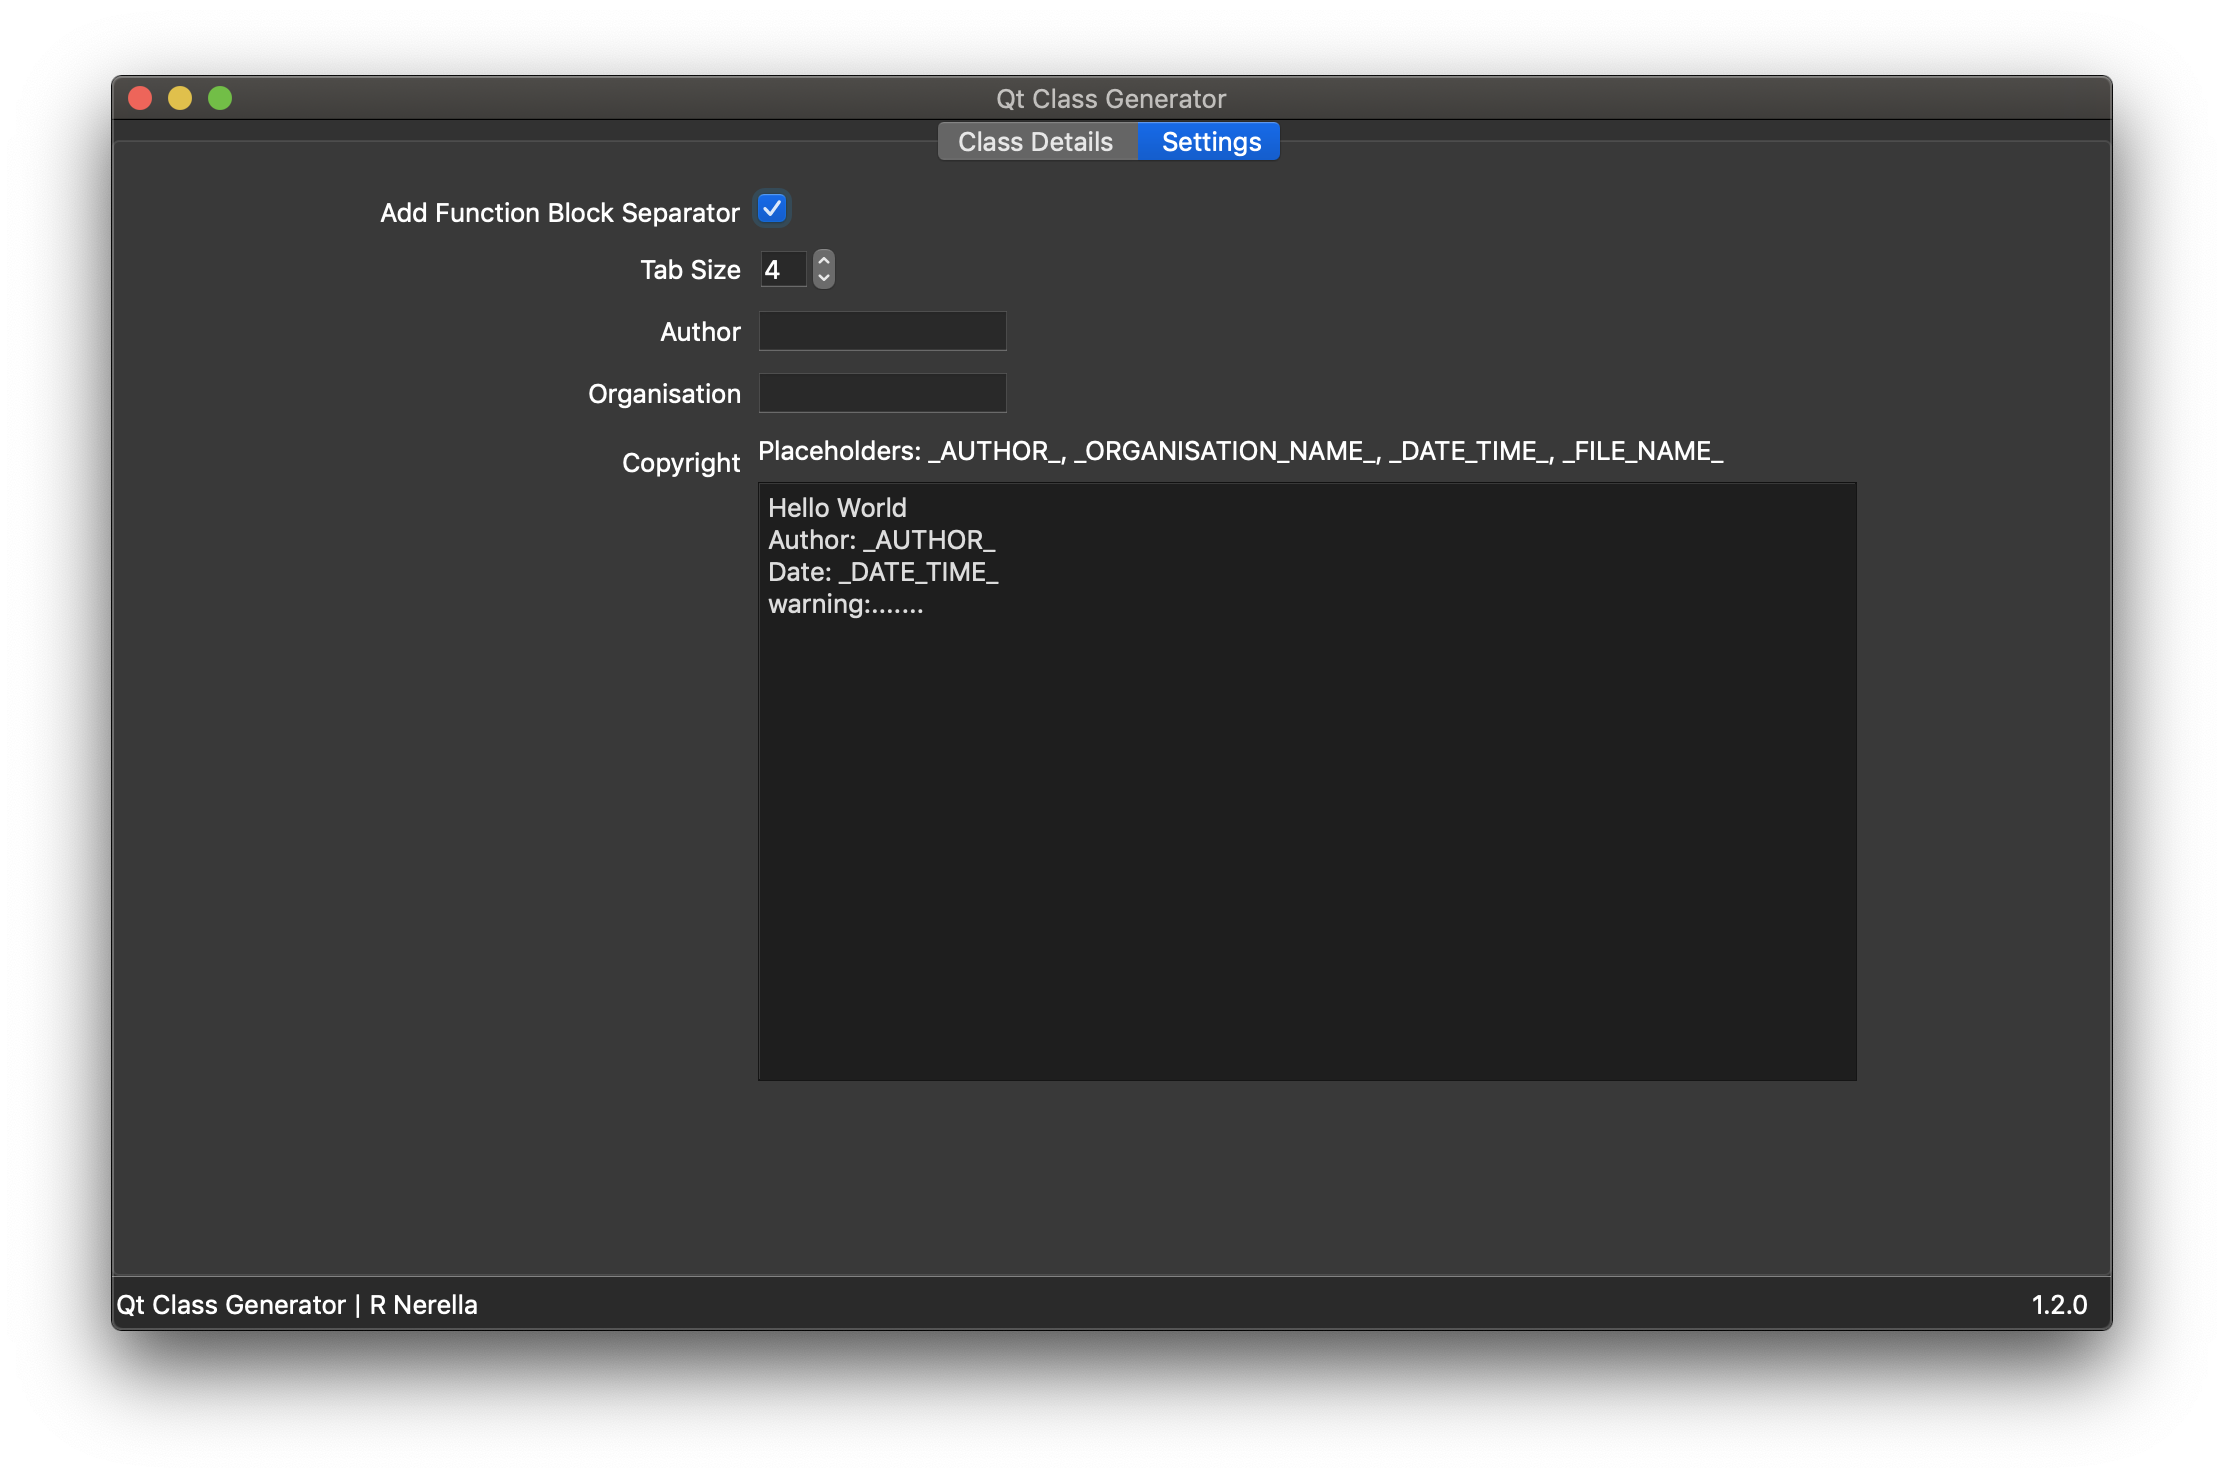 Qt Class Generator
Class Details Settings
Add Function Block Separator
Tab Size 4
Author
Organisation
Copyright Placeholders: _AUTHOR_, _ORGANISATION_NAME_, _DATE_TIME_, _FILE_NAME_
Hello World
Author: _AUTHOR_
Date: _DATE_TIME_
warning:.......
Qt Class Generator | R Nerella 1.2.0